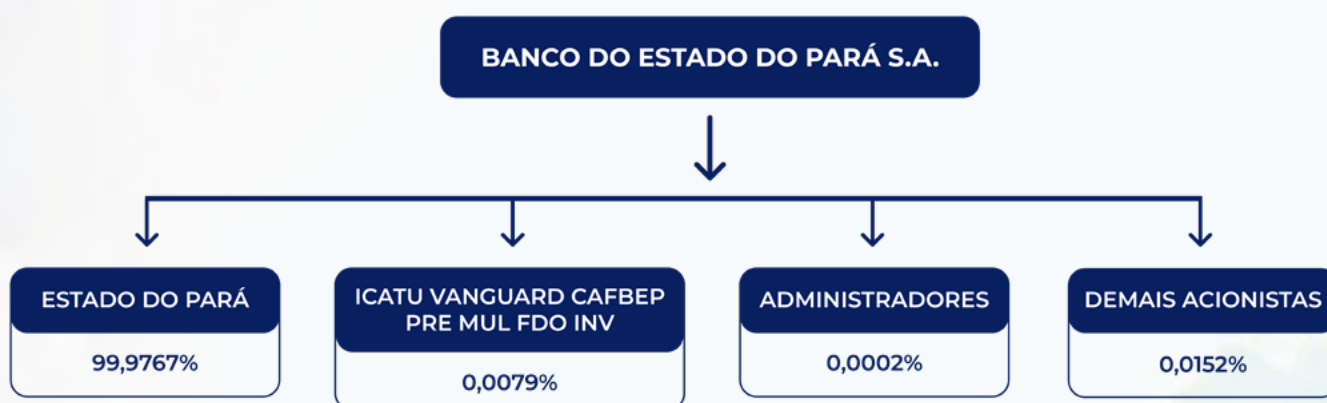 BANCO DO ESTADO DO PARÁ S.A.
ESTADO DO PARÁ
99,9767%
ICATU VANGUARD CAFBEP
PRE MUL FDO INV
0,0079%
ADMINISTRADORES
0,0002%
DEMAIS ACIONISTAS
0,0152%